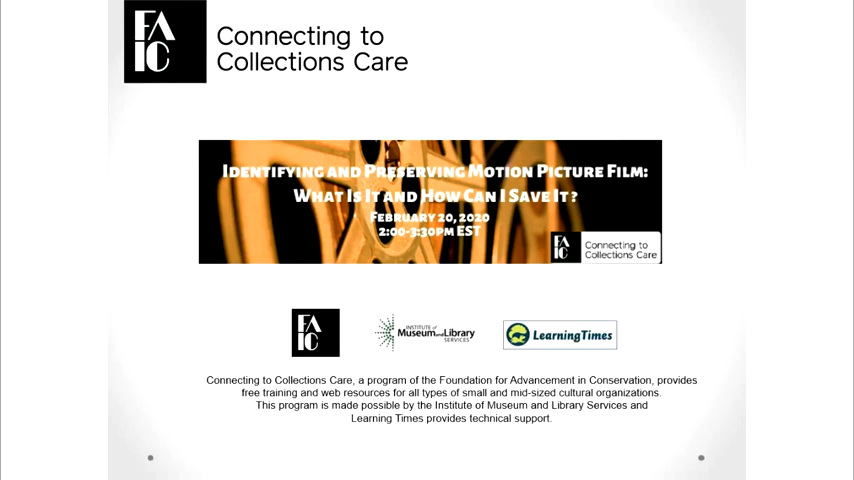 FA
IC
Connecting to
Collections Care
IDENTIFYING AND PRESERVING MOTION PICTURE FILM:
WHAT IS IT AND HOW CAN I SAVE IT?
FEBRUARY 20, 2020
2:00-3:30PM EST
FA
IC
Connecting to
Collections Care
FA
IC
INSTITUTE of
Museum and Library
SERVICES
LearningTimes
Connecting to Collections Care, a program of the Foundation for Advancement in Conservation, provides
free training and web resources for all types of small and mid-sized cultural organizations.
This program is made possible by the Institute of Museum and Library Services and
Learning Times provides technical support.